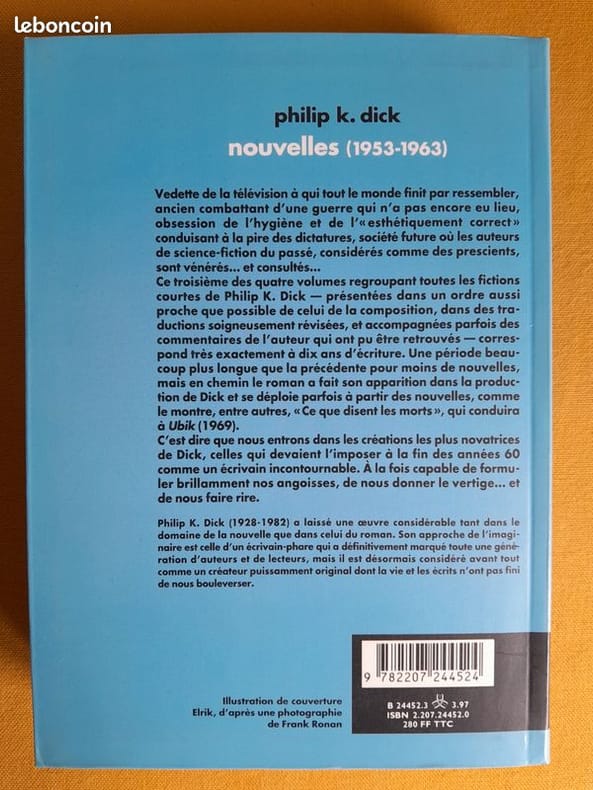 leboncoin
philip k. dick
nouvelles (1953-1963)
Vedette de la télévision à qui tout le monde finit par ressembler,
ancien combattant d'une guerre qui n'a pas encore eu lieu,
obsession de l'hygiène et de l'«esthétiquement correct»
conduisant à la pire des dictatures, société future où les auteurs
de science-fiction du passé, considérés comme des prescients,
sont vénérés... et consultés...
Ce troisième des quatre volumes regroupant toutes les fictions
courtes de Philip K. Dick — présentées dans un ordre aussi
proche que possible de celui de la composition, dans des tra-
ductions soigneusement révisées, et accompagnées parfois des
commentaires de l'auteur qui ont pu être retrouvés — corres-
pond très exactement à dix ans d'écriture. Une période beau-
coup plus longue que la précédente pour moins de nouvelles,
mais en chemin le roman a fait son apparition dans la produc-
tion de Dick et se déploie parfois à partir des nouvelles, comme
le montre, entre autres, «Ce que disent les morts», qui conduira
à Ubik (1969).
C'est dire que nous entrons dans les créations les plus novatrices
de Dick, celles qui devaient l'imposer à la fin des années 60
comme un écrivain incontournable. À la fois capable de formu-
ler brillamment nos angoisses, de nous donner le vertige... et
de nous faire rire.
Philip K. Dick (1928-1982) a laissé une œuvre considérable tant dans le
domaine de la nouvelle que dans celui du roman. Son approche de l'imagi-
naire est celle d'un écrivain-phare qui a définitivement marqué toute une géné-
ration d'auteurs et de lecteurs, mais il est désormais considéré avant tout
comme un créateur puissamment original dont la vie et les écrits n'ont pas fini
de nous bouleverser.
9 782207 244524
Illustration de couverture
Elrik, d'après une photographie
de Frank Ronan
B 24452.3 3.97
ISBN 2.207.24452.0
280 FF TTC